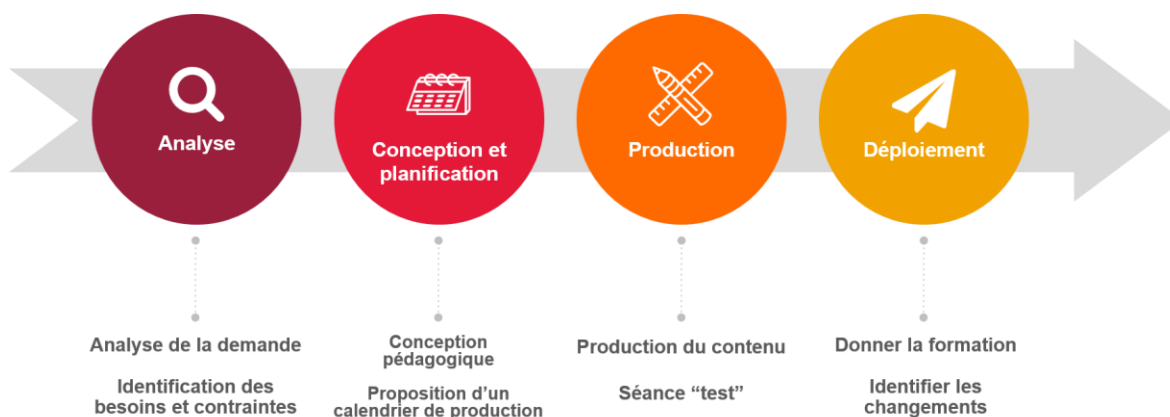 Analyse
Conception et
planification
Production
Déploiement
Analyse de la demande
Identification des
besoins et contraintes
Conception
pédagogique
Proposition d’un
calendrier de production
Production du contenu
Séance “test”
Donner la formation
Identifier les
changements